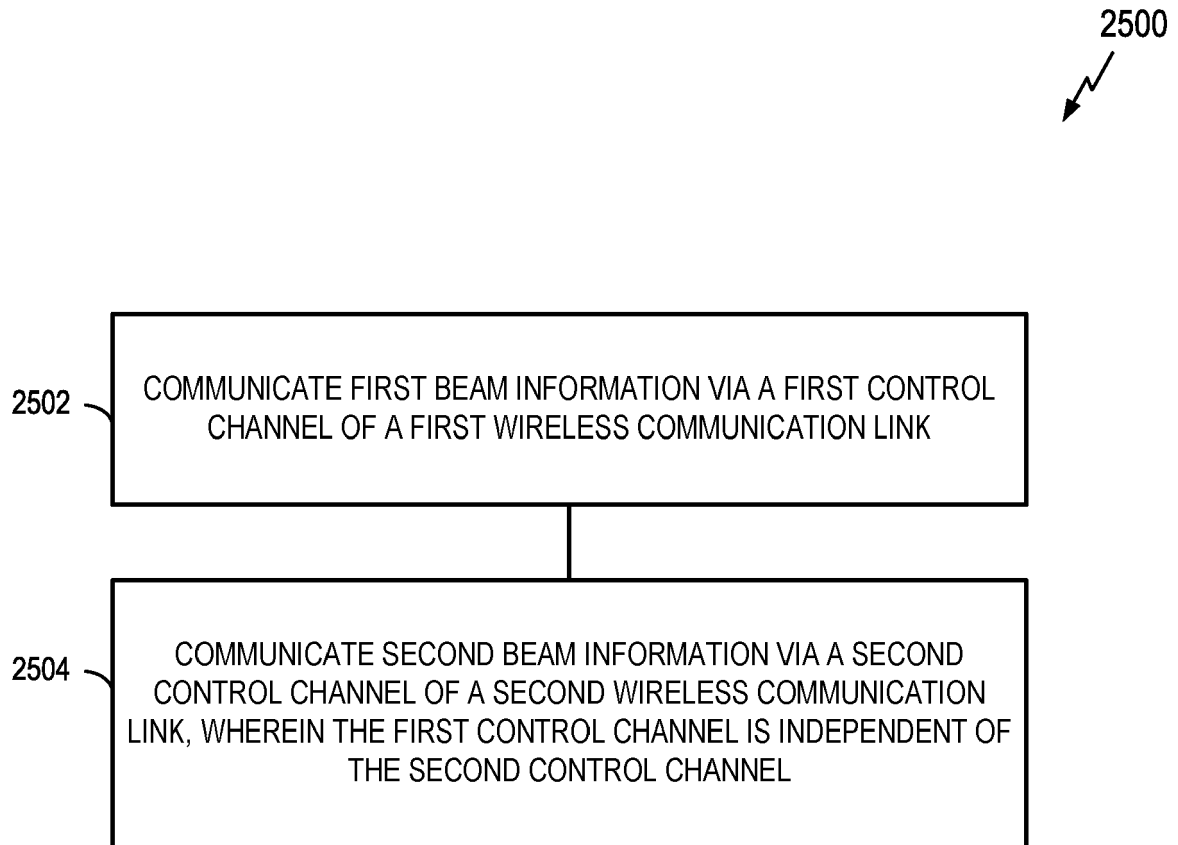 2500
2502
COMMUNICATE FIRST BEAM INFORMATION VIA A FIRST CONTROL
CHANNEL OF A FIRST WIRELESS COMMUNICATION LINK
2504
COMMUNICATE SECOND BEAM INFORMATION VIA A SECOND
CONTROL CHANNEL OF A SECOND WIRELESS COMMUNICATION
LINK, WHEREIN THE FIRST CONTROL CHANNEL IS INDEPENDENT OF
THE SECOND CONTROL CHANNEL